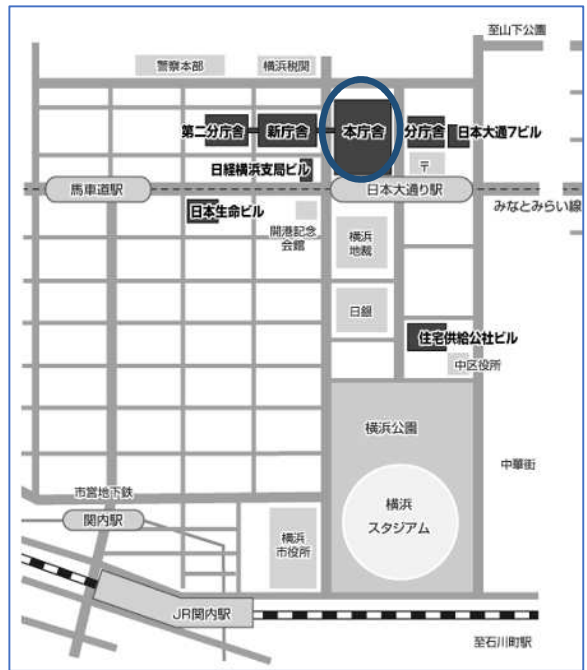 至山下公園
警察本部
横浜税関
第二分庁舎
新庁舎
本庁舎
分庁舎
日本大通7ビル
日経横浜支局ビル
〒
馬車道駅
日本大通り駅
みなとみらい線
日本生命ビル
開港記念
会館
横浜
地裁
日銀
住宅供給公社ビル
中区役所
横浜公園
中華街
市営地下鉄
関内駅
横浜
スタジアム
横浜
市役所
JR関内駅
至石川町駅